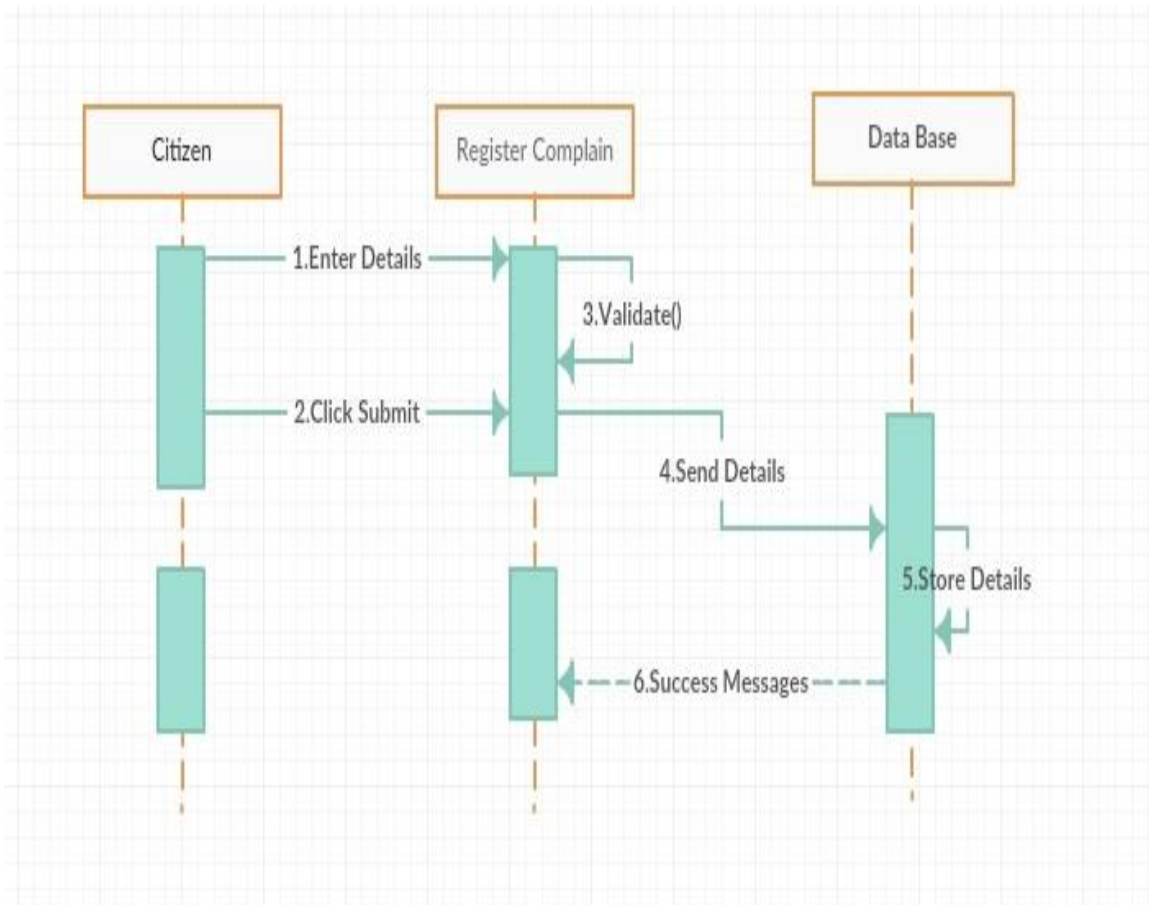 Citizen
Register Complain
Data Base
1.Enter Details
3.Validate()
2.Click Submit
4.Send Details
5.Store Details
6.Success Messages